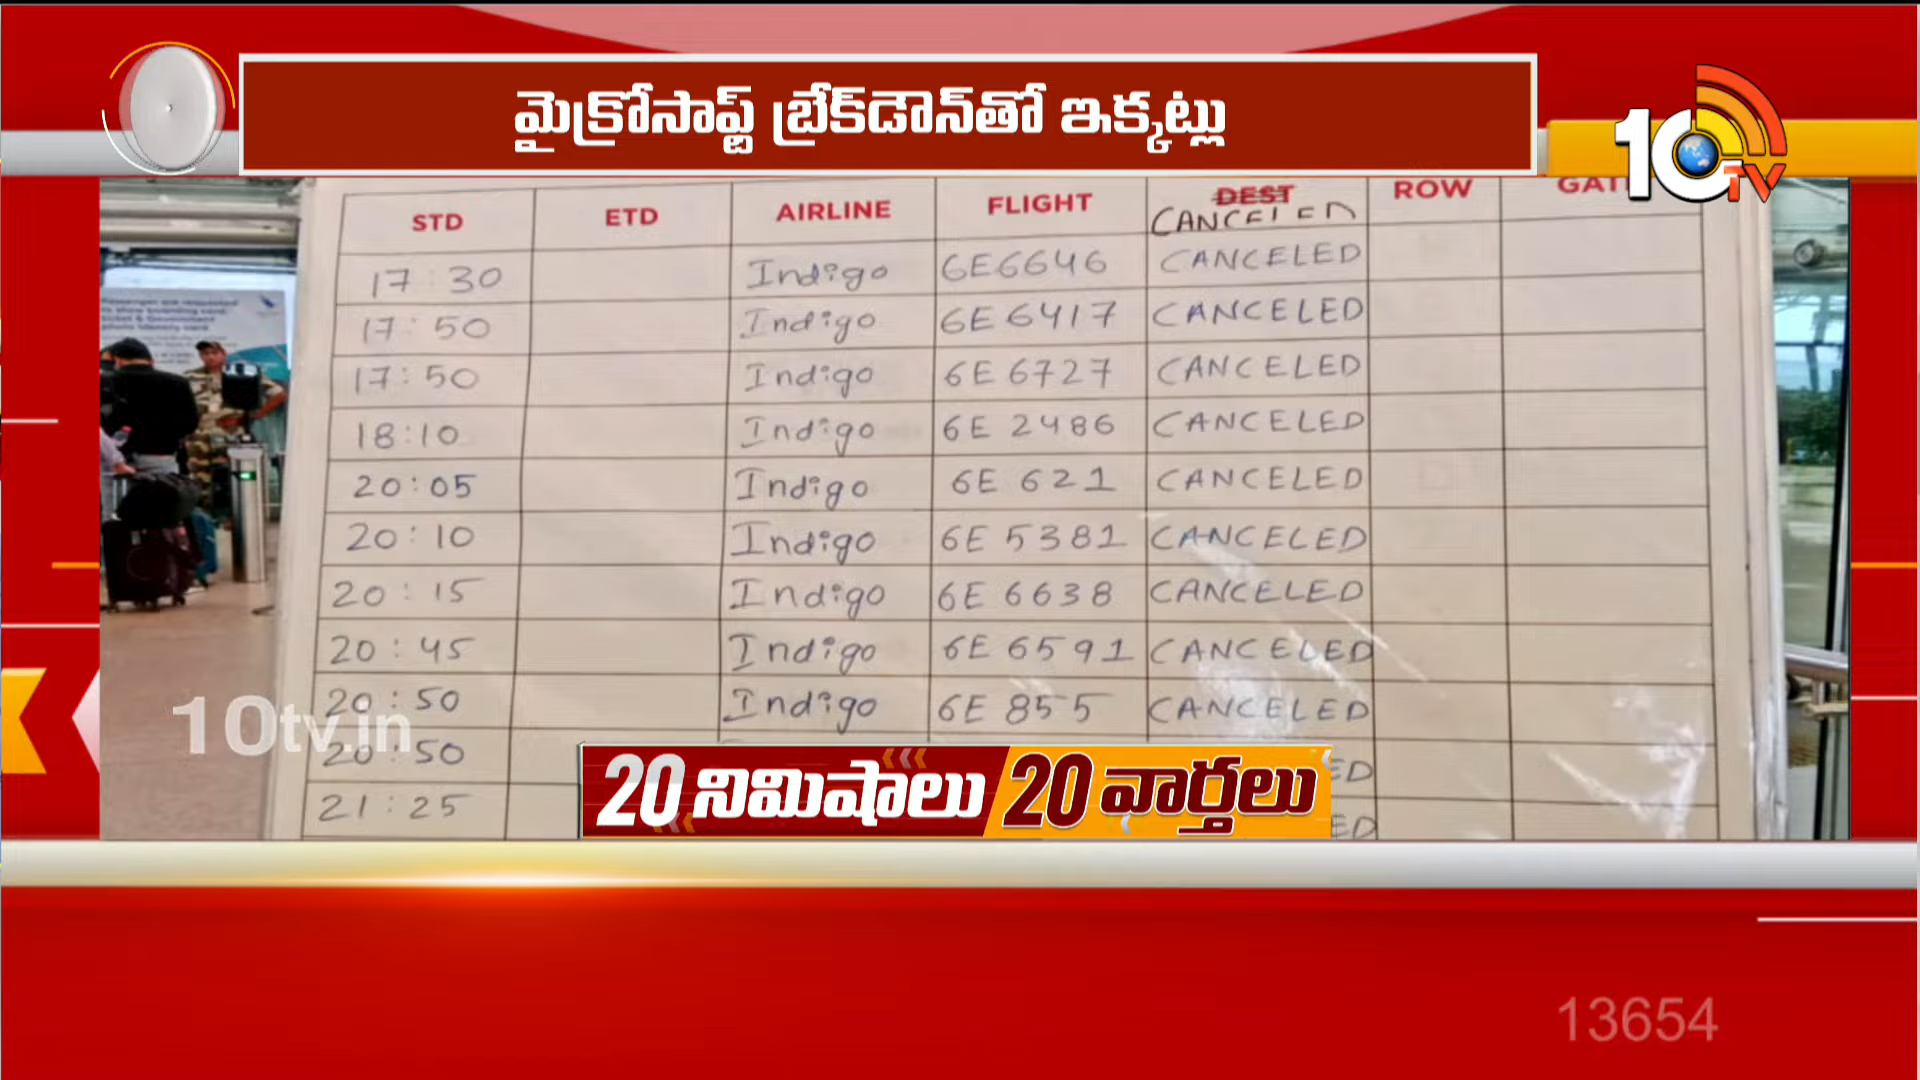 మైక్రోసాఫ్ట్ బ్రేక్‌డౌన్‌తో ఇక్కట్లు
10TV
STD ETD AIRLINE FLIGHT DEST ROW
CANCELED
17:30 Indigo 6E6646 CANCELED
17:50 Indigo 6E 6417 CANCELED
17:50 Indigo 6E 6727 CANCELED
18:10 Indigo 6E 2486 CANCELED
20:05 Indigo 6E 621 CANCELED
20:10 Indigo 6E 5381 CANCELED
20:15 Indigo 6E 6638 CANCELED
20:45 Indigo 6E 6591 CANCELED
20:50 Indigo 6E 855 CANCELED
20:50
21:25
10tv.in
20 నిమిషాలు 20 వార్తలు
13654